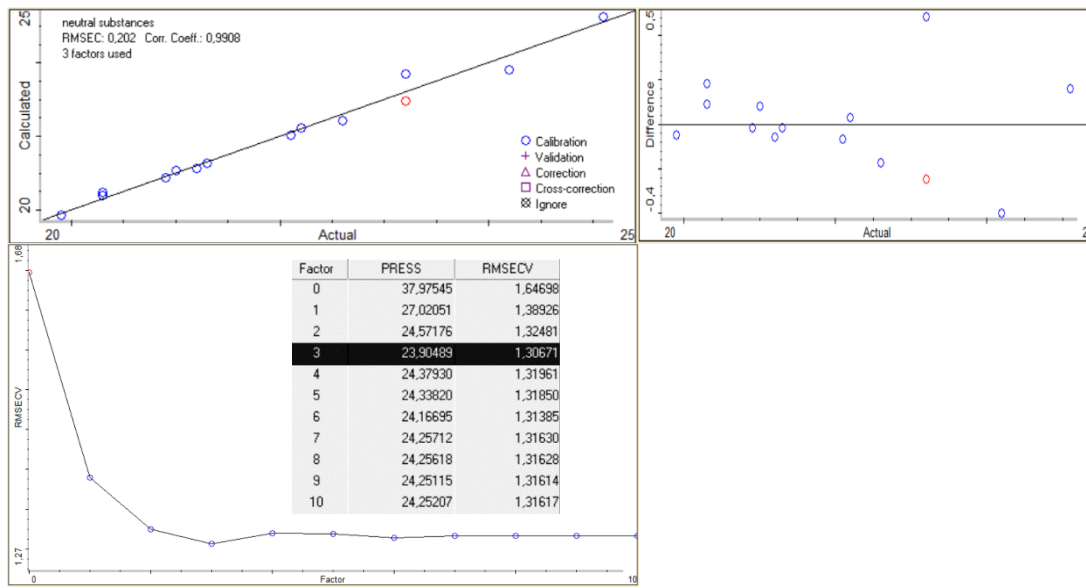 25
neutral substances
RMSEC: 0,202 Corr. Coeff.: 0,9908
3 factors used
Calculated
Calibration
Validation
Correction
Cross-correction
Ignore
20
20 Actual 25
0,5
Difference
-0,4
20 Actual 2
1,68
RMSECV
1,27
0 Factor 10
Factor PRESS RMSECV
0 37,97545 1,64698
1 27,02051 1,38926
2 24,57176 1,32481
3 23,90489 1,30671
4 24,37930 1,31961
5 24,33820 1,31850
6 24,16695 1,31385
7 24,25712 1,31630
8 24,25618 1,31628
9 24,25115 1,31614
10 24,25207 1,31617